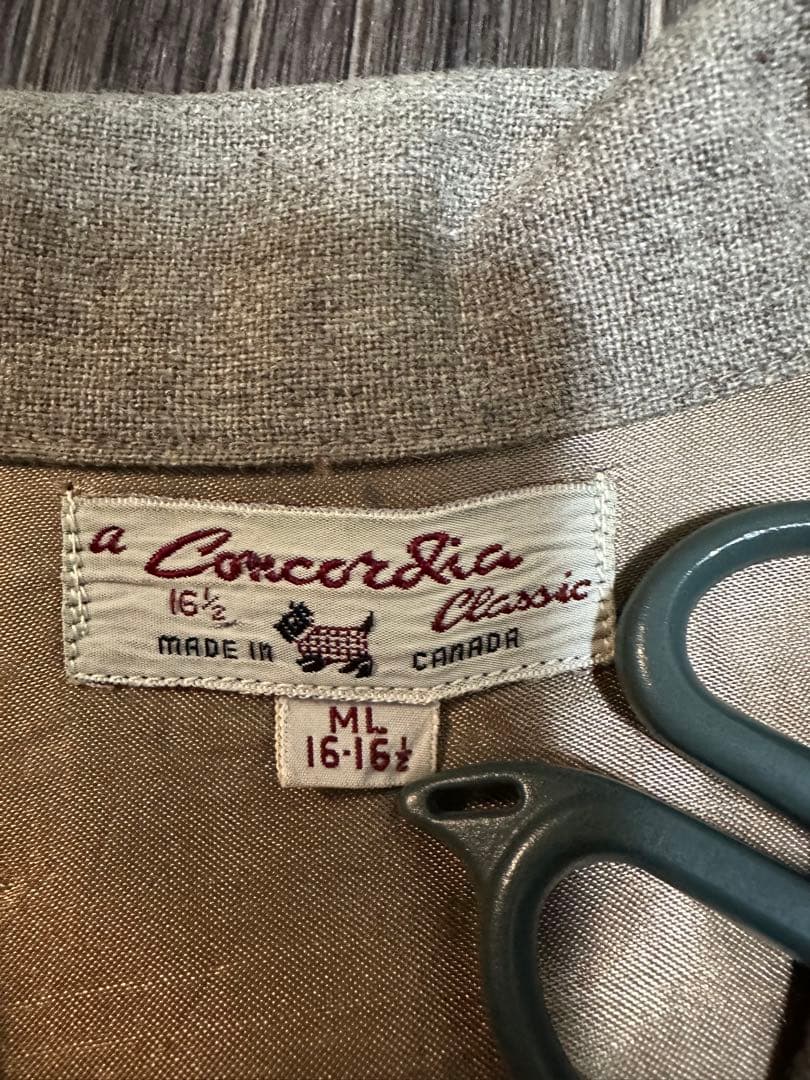 a Concordia
16½ Classic
MADE IN CANADA
ML
16-16½